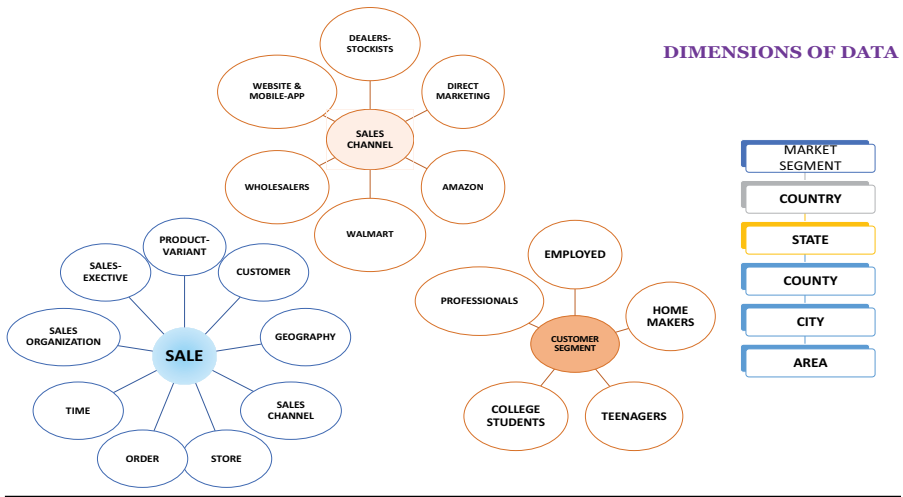 DIMENSIONS OF DATA
DEALERS-
STOCKISTS
WEBSITE &
MOBILE-APP
DIRECT
MARKETING
SALES
CHANNEL
WHOLESALERS
AMAZON
WALMART
PRODUCT-
VARIANT
SALES-
EXECTIVE
CUSTOMER
SALES
ORGANIZATION
GEOGRAPHY
SALE
TIME
SALES
CHANNEL
ORDER
STORE
EMPLOYED
PROFESSIONALS
HOME
MAKERS
CUSTOMER
SEGMENT
COLLEGE
STUDENTS
TEENAGERS
MARKET
SEGMENT
COUNTRY
STATE
COUNTY
CITY
AREA